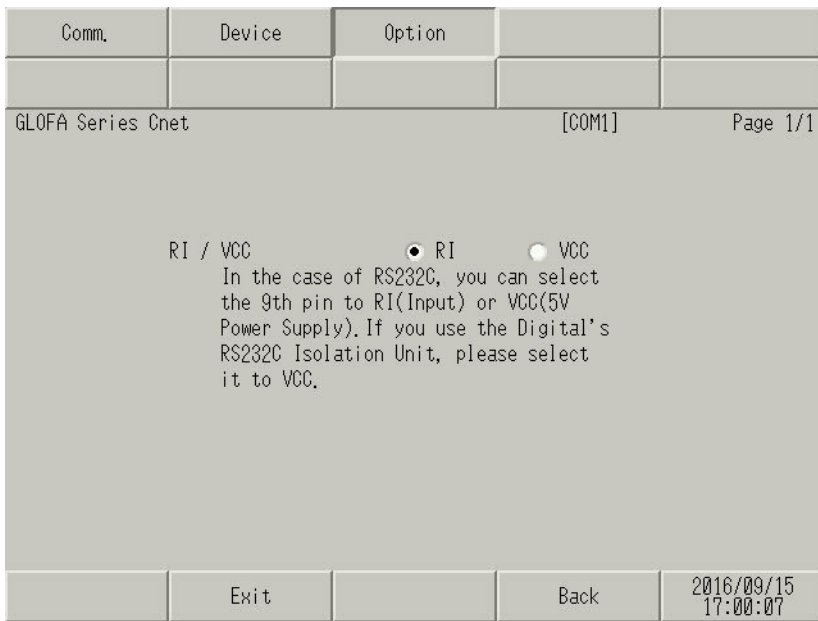 Comm. Device Option
GLOFA Series Cnet [COM1] Page 1/1
RI / VCC RI VCC
In the case of RS232C, you can select
the 9th pin to RI(Input) or VCC(5V
Power Supply).If you use the Digital's
RS232C Isolation Unit, please select
it to VCC.
Exit Back 2016/09/15
17:00:07